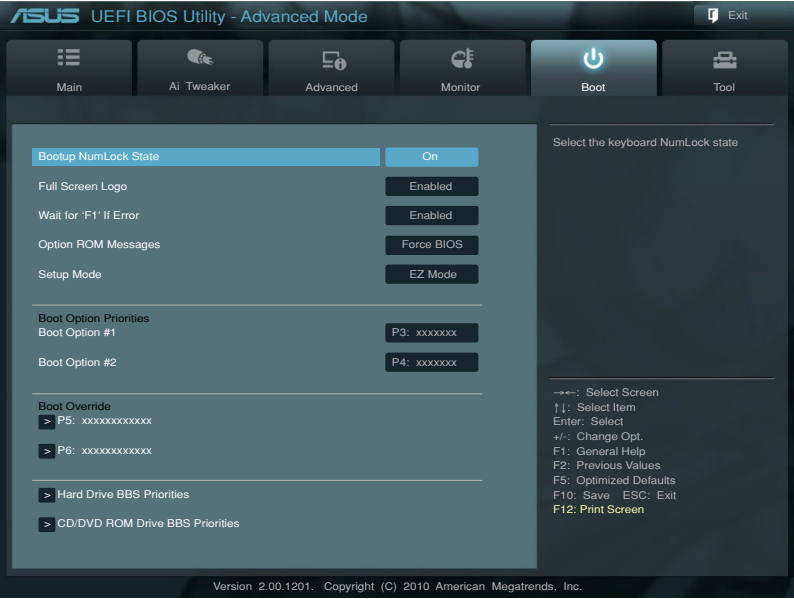 ASUS UEFI BIOS Utility - Advanced Mode
Exit
Main
Ai Tweaker
Advanced
Monitor
Boot
Tool
Bootup NumLock State On
Full Screen Logo Enabled
Wait for ‘F1’ If Error Enabled
Option ROM Messages Force BIOS
Setup Mode EZ Mode
Boot Option Priorities
Boot Option #1 P3: xxxxxxx
Boot Option #2 P4: xxxxxxx
Boot Override
> P5: xxxxxxxxxxxx
> P6: xxxxxxxxxxxx
> Hard Drive BBS Priorities
> CD/DVD ROM Drive BBS Priorities
Select the keyboard NumLock state
→←: Select Screen
↑↓: Select Item
Enter: Select
+/-: Change Opt.
F1: General Help
F2: Previous Values
F5: Optimized Defaults
F10: Save ESC: Exit
F12: Print Screen
Version 2.00.1201. Copyright (C) 2010 American Megatrends, Inc.